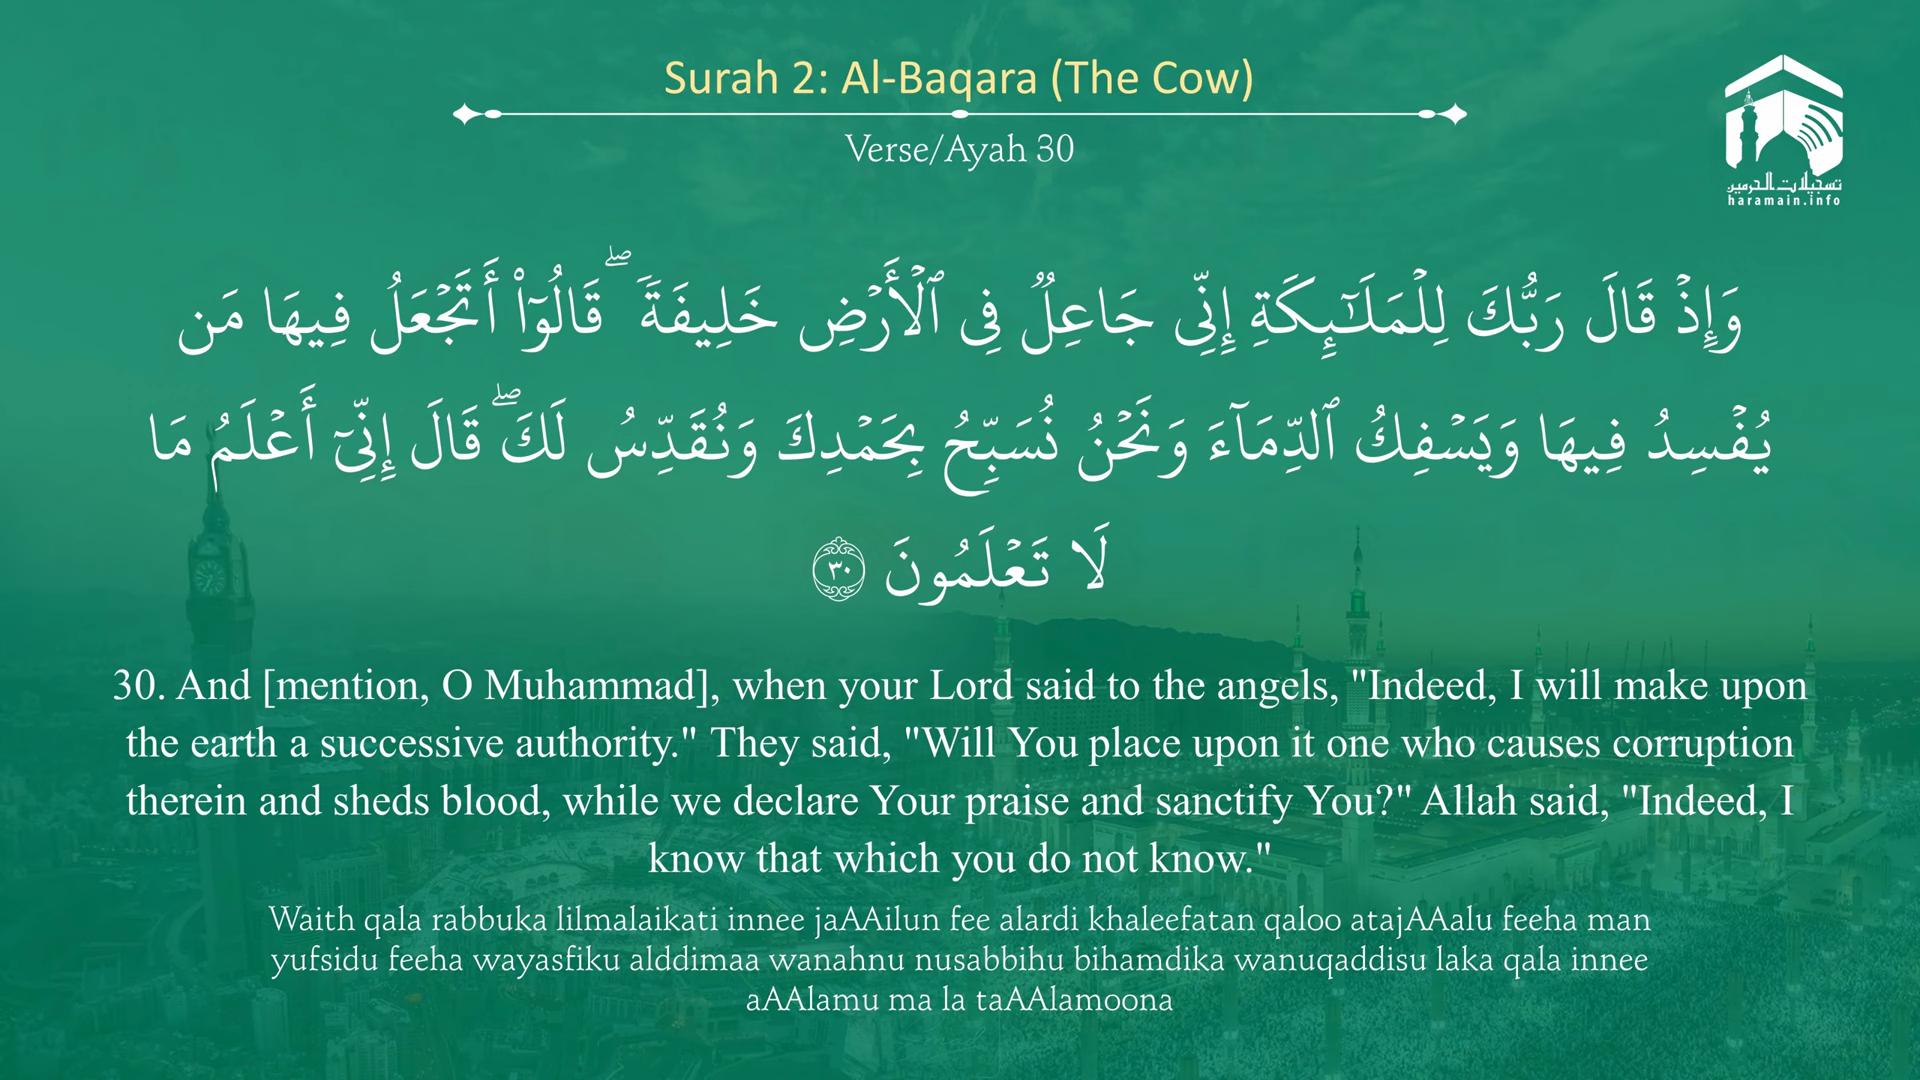 Surah 2: Al-Baqara (The Cow)
Verse/Ayah 30
تسجيلات الحرمين
haramain.info
وَإِذْ قَالَ رَبُّكَ لِلْمَلَـٰٓئِكَةِ إِنِّى جَاعِلٌ فِى ٱلْأَرْضِ خَلِيفَةً ۖ قَالُوٓا۟ أَتَجْعَلُ فِيهَا مَن
يُفْسِدُ فِيهَا وَيَسْفِكُ ٱلدِّمَآءَ وَنَحْنُ نُسَبِّحُ بِحَمْدِكَ وَنُقَدِّسُ لَكَ ۖ قَالَ إِنِّىٓ أَعْلَمُ مَا
لَا تَعْلَمُونَ ٣٠
30. And [mention, O Muhammad], when your Lord said to the angels, "Indeed, I will make upon
the earth a successive authority." They said, "Will You place upon it one who causes corruption
therein and sheds blood, while we declare Your praise and sanctify You?" Allah said, "Indeed, I
know that which you do not know."
Waith qala rabbuka lilmalaikati innee jaAAilun fee alardi khaleefatan qaloo atajAAalu feeha man
yufsidu feeha wayasfiku alddimaa wanahnu nusabbihu bihamdika wanuqaddisu laka qala innee
aAAlamu ma la taAAlamoona